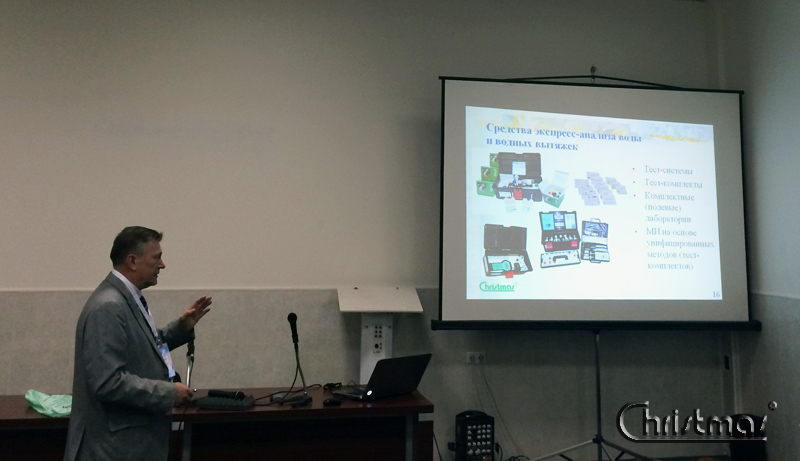 Средства экспресс-анализа воды
и водных вытяжек
• Тест-системы
• Тест-комплекты
• Комплектные
(полевые)
лаборатории
• МИ на основе
унифицированных
методов (тест-
комплектов)
Christmas
16
Christmas